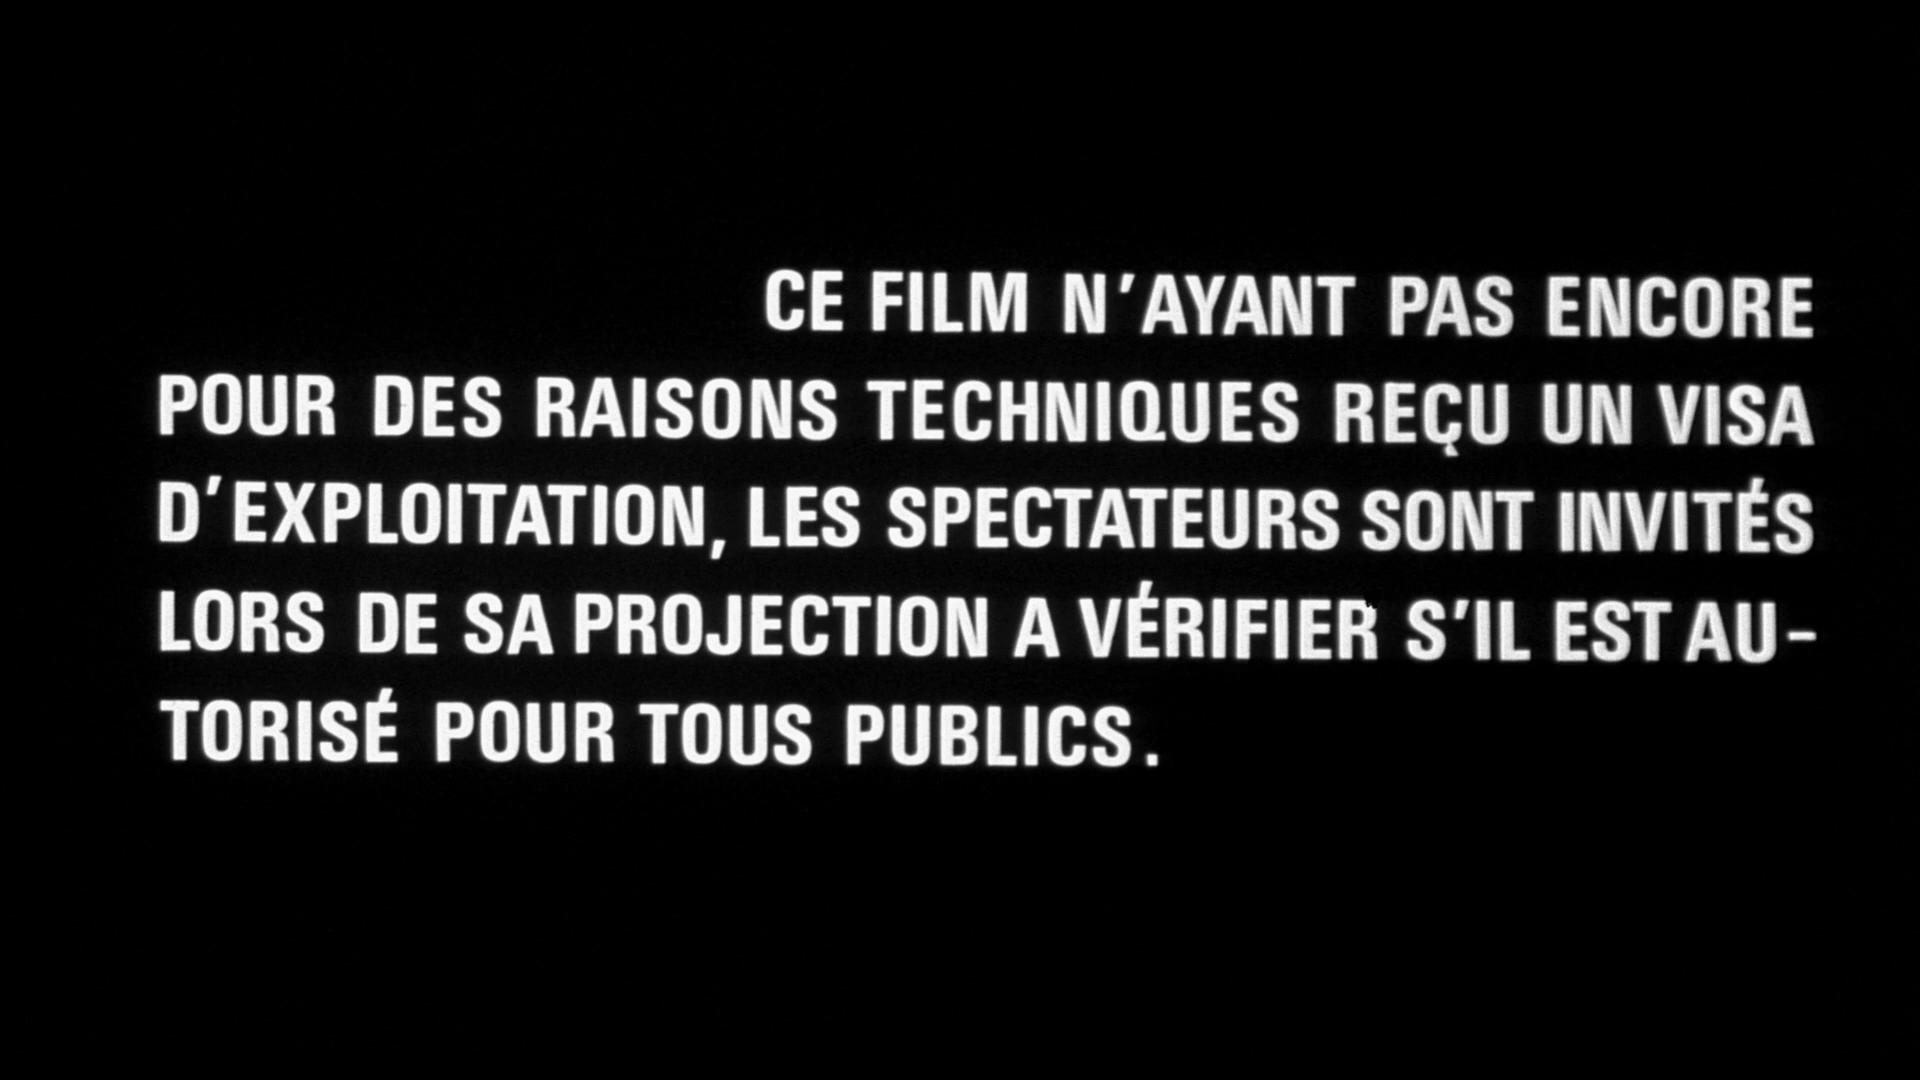 CE FILM N'AYANT PAS ENCORE
POUR DES RAISONS TECHNIQUES REÇU UN VISA
D'EXPLOITATION, LES SPECTATEURS SONT INVITÉS
LORS DE SA PROJECTION A VÉRIFIER S'IL EST AU-
TORISÉ POUR TOUS PUBLICS.